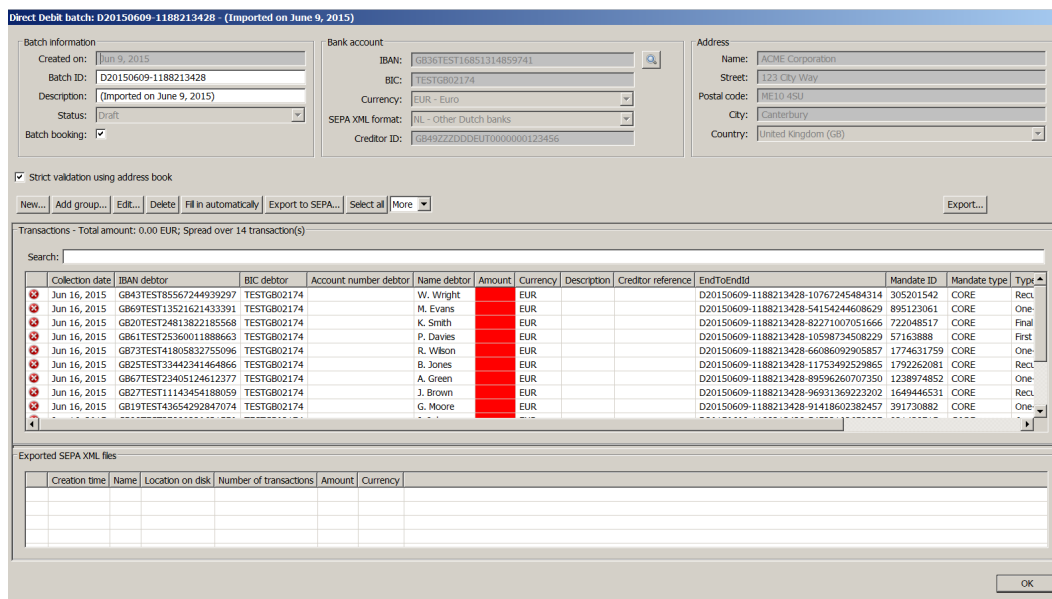 Direct Debit batch: D20150609-1188213428 - (Imported on June 9, 2015)
Batch information
Created on: Jun 9, 2015
Batch ID: D20150609-1188213428
Description: (Imported on June 9, 2015)
Status: Draft
Batch booking:
Bank account
IBAN: GB36TEST16851314859741
BIC: TESTGB02174
Currency: EUR - Euro
SEPA XML format: NL - Other Dutch banks
Creditor ID: GB49ZZZDDDEUT0000000123456
Address
Name: ACME Corporation
Street: 123 City Way
Postal code: ME10 4SU
City: Canterbury
Country: United Kingdom (GB)
Strict validation using address book
New... Add group... Edit... Delete Fill in automatically Export to SEPA... Select all More Export...
Transactions - Total amount: 0.00 EUR; Spread over 14 transaction(s)
Search:
Collection date IBAN debtor BIC debtor Account number debtor Name debtor Amount Currency Description Creditor reference EndToEndId Mandate ID Mandate type Type
Jun 16, 2015 GB43TEST85567244939297 TESTGB02174 W. Wright EUR D20150609-1188213428-10767245484314 305201542 CORE Recu
Jun 16, 2015 GB69TEST13521621433391 TESTGB02174 M. Evans EUR D20150609-1188213428-54154244608629 895123061 CORE One-
Jun 16, 2015 GB20TEST24813822185568 TESTGB02174 K. Smith EUR D20150609-1188213428-82271007051666 722048517 CORE Final
Jun 16, 2015 GB61TEST25360011888663 TESTGB02174 P. Davies EUR D20150609-1188213428-10598734508229 57163888 CORE First
Jun 16, 2015 GB73TEST41805832755096 TESTGB02174 R. Wilson EUR D20150609-1188213428-66086092905857 1774631759 CORE One-
Jun 16, 2015 GB25TEST33442341464866 TESTGB02174 B. Jones EUR D20150609-1188213428-11753492529865 1792262081 CORE Recu
Jun 16, 2015 GB67TEST23405124612377 TESTGB02174 A. Green EUR D20150609-1188213428-89596260707350 1238974852 CORE One-
Jun 16, 2015 GB27TEST11143454188059 TESTGB02174 J. Brown EUR D20150609-1188213428-96931369223202 1649446531 CORE Recu
Jun 16, 2015 GB19TEST43654292847074 TESTGB02174 G. Moore EUR D20150609-1188213428-91418602382457 391730882 CORE One-
Exported SEPA XML files
Creation time Name Location on disk Number of transactions Amount Currency
OK